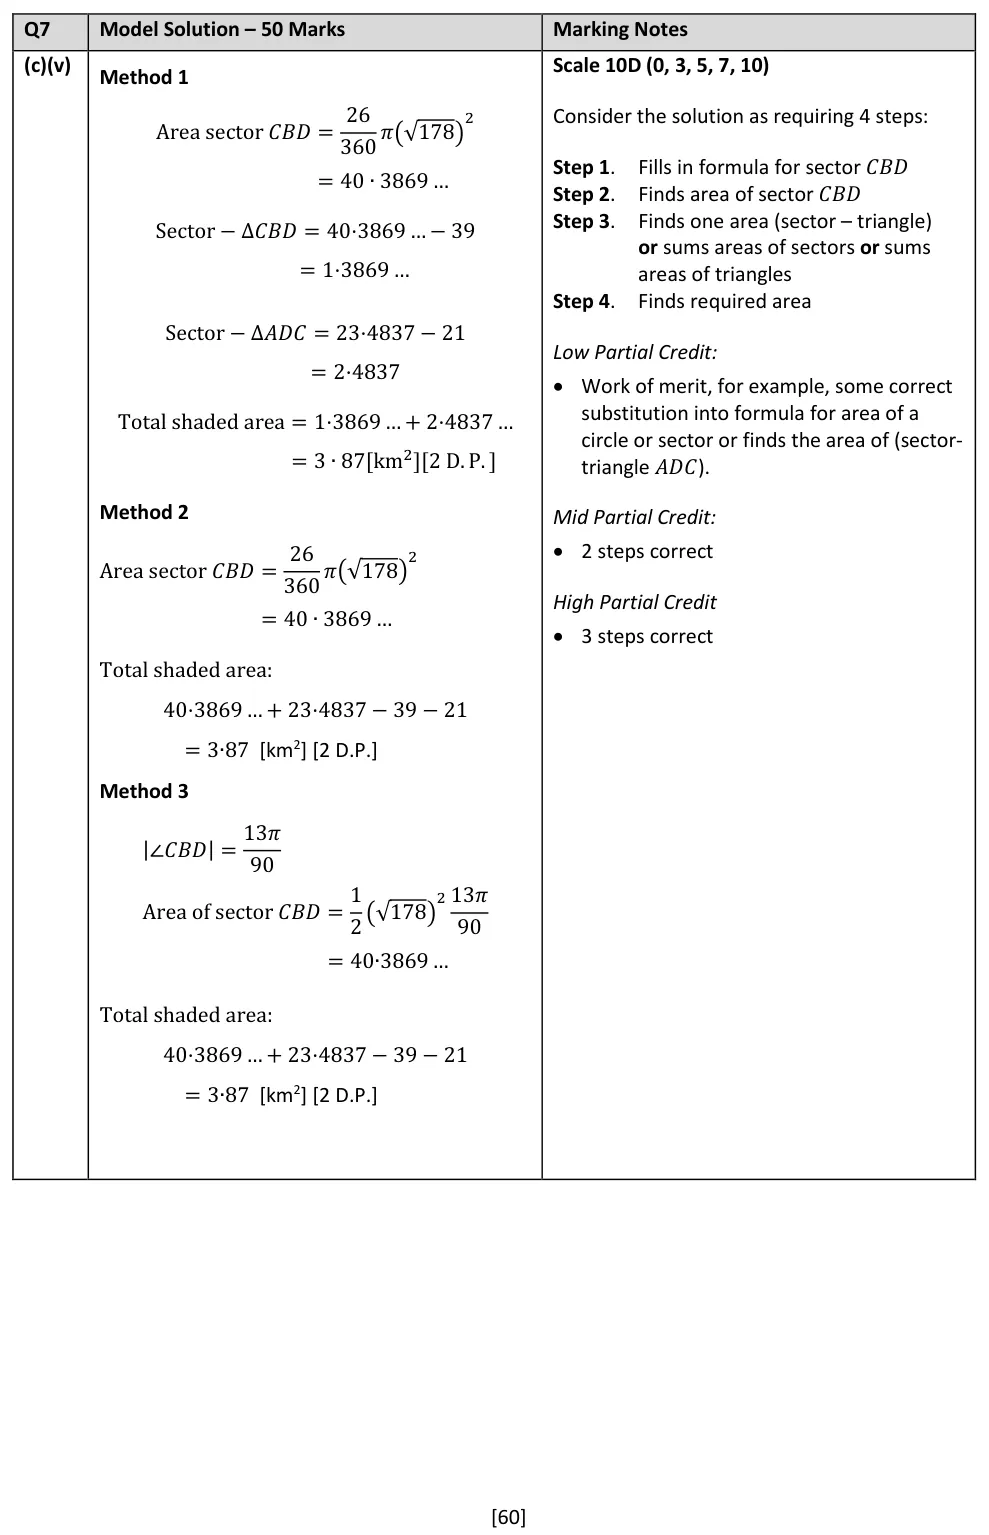 Q7 Model Solution – 50 Marks Marking Notes
(c)(v)
Method 1
Area sector CBD = 26/360 π(√178)²
= 40 · 3869 …
Sector − ΔCBD = 40·3869 … − 39
= 1·3869 …
Sector − ΔADC = 23·4837 − 21
= 2·4837
Total shaded area = 1·3869 … + 2·4837 …
= 3 · 87[km²][2 D.P.]
Method 2
Area sector CBD = 26/360 π(√178)²
= 40 · 3869 …
Total shaded area:
40·3869 … + 23·4837 − 39 − 21
= 3·87 [km²] [2 D.P.]
Method 3
|∠CBD| = 13π/90
Area of sector CBD = 1/2 (√178)² 13π/90
= 40·3869 …
Total shaded area:
40·3869 … + 23·4837 − 39 − 21
= 3·87 [km²] [2 D.P.]
Scale 10D (0, 3, 5, 7, 10)
Consider the solution as requiring 4 steps:
Step 1. Fills in formula for sector CBD
Step 2. Finds area of sector CBD
Step 3. Finds one area (sector – triangle)
or sums areas of sectors or sums
areas of triangles
Step 4. Finds required area
Low Partial Credit:
• Work of merit, for example, some correct
substitution into formula for area of a
circle or sector or finds the area of (sector-
triangle ADC).
Mid Partial Credit:
• 2 steps correct
High Partial Credit
• 3 steps correct
[60]